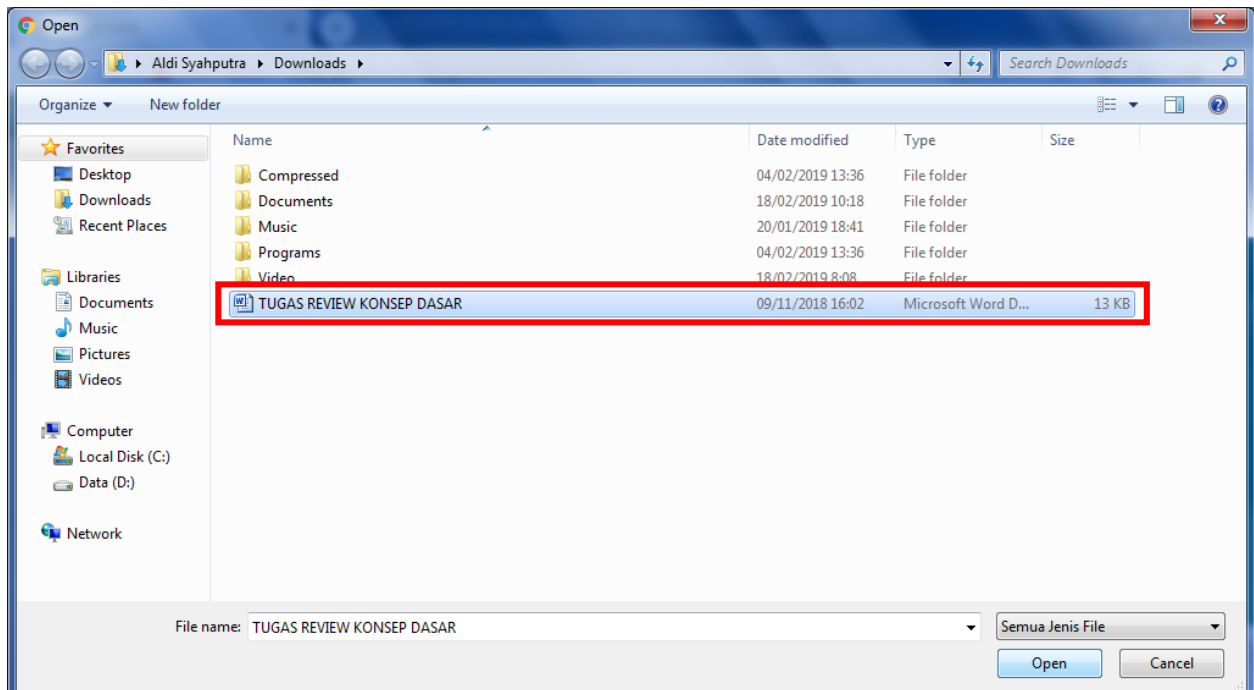 Open
Aldi Syahputra Downloads Search Downloads
Organize New folder
Name Date modified Type Size
Favorites
Desktop
Downloads
Recent Places
Libraries
Documents
Music
Pictures
Videos
Computer
Local Disk (C:)
Data (D:)
Network
Compressed 04/02/2019 13:36 File folder
Documents 18/02/2019 10:18 File folder
Music 20/01/2019 18:41 File folder
Programs 04/02/2019 13:36 File folder
Video 18/02/2019 8:08 File folder
TUGAS REVIEW KONSEP DASAR 09/11/2018 16:02 Microsoft Word D... 13 KB
File name: TUGAS REVIEW KONSEP DASAR Semua Jenis File
Open Cancel